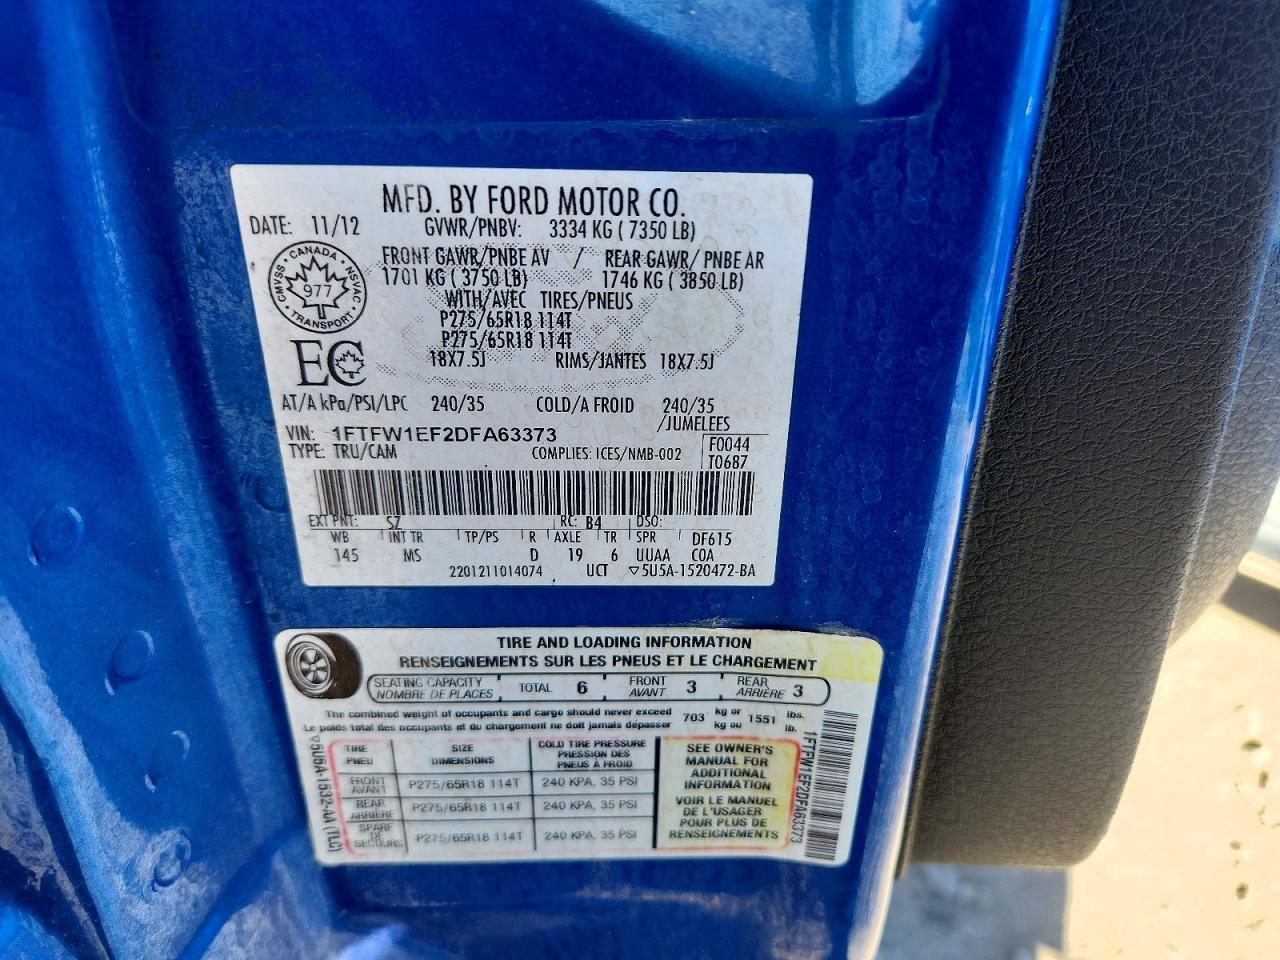 MFD. BY FORD MOTOR CO.
DATE: 11/12 GVWR/PNBV: 3334 KG ( 7350 LB)
FRONT GAWR/PNBE AV / REAR GAWR/ PNBE AR
1701 KG ( 3750 LB) 1746 KG ( 3850 LB)
WITH/AVEC TIRES/PNEUS
P275/65R18 114T
P275/65R18 114T
18X7.5J RIMS/JANTES 18X7.5J
CANADA
CMVSS NSVAC
977
TRANSPORT
EC
AT/A kPa/PSI/LPC 240/35 COLD/A FROID 240/35
/JUMELEES
VIN: 1FTFW1EF2DFA63373
TYPE: TRU/CAM COMPLIES: ICES/NMB-002
F0044
T0687
EXT PNT: SZ RC: B4 DSO:
WB INT TR TP/PS R AXLE TR SPR DF615
145 MS D 19 6 UUAA COA
2201211014074 UCT ▽5U5A-1520472-BA
TIRE AND LOADING INFORMATION
RENSEIGNEMENTS SUR LES PNEUS ET LE CHARGEMENT
SEATING CAPACITY TOTAL 6 FRONT 3 REAR 3
NOMBRE DE PLACES AVANT ARRIÈRE
The combined weight of occupants and cargo should never exceed 703 kg or 1551 lbs.
Le poids total des occupants et du chargement ne doit jamais dépasser kg ou lb.
TIRE SIZE COLD TIRE PRESSURE
PNEU DIMENSIONS PRESSION DES
PNEUS À FROID
FRONT
AVANT P275/65R18 114T 240 KPA, 35 PSI
REAR
ARRIÈRE P275/65R18 114T 240 KPA, 35 PSI
SPARE
DE
SECOURS P275/65R18 114T 240 KPA, 35 PSI
SEE OWNER'S
MANUAL FOR
ADDITIONAL
INFORMATION
VOIR LE MANUEL
DE L'USAGER
POUR PLUS DE
RENSEIGNEMENTS
▽5U5A-1532-AA (TLC)
1FTFW1EF2DFA63373